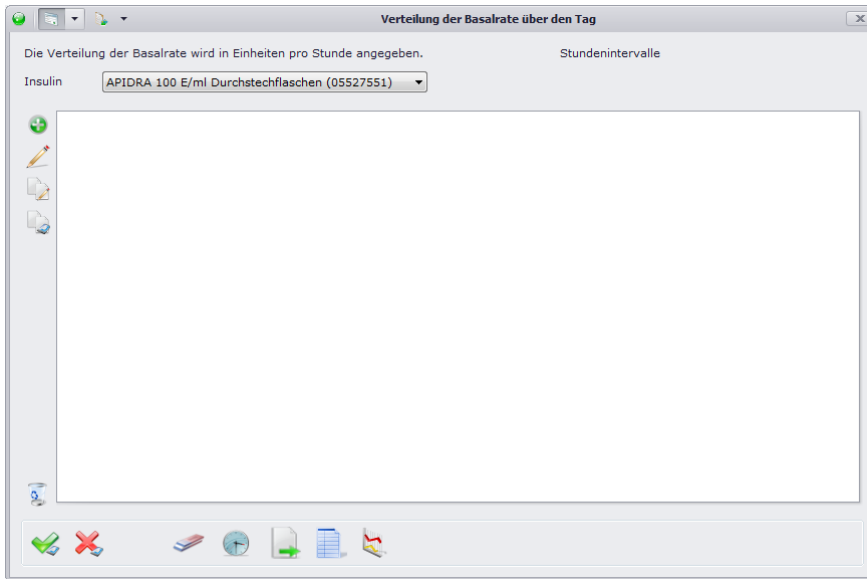 Verteilung der Basalrate über den Tag
Die Verteilung der Basalrate wird in Einheiten pro Stunde angegeben.
Stundenintervalle
Insulin
APIDRA 100 E/ml Durchstechflaschen (05527551)